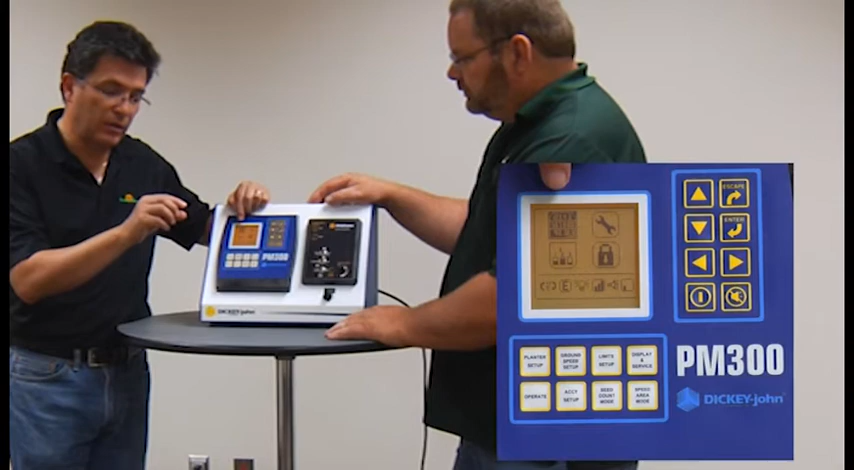 PM300
DICKEY-john
ESCAPE
ENTER
PLANTER SETUP
GROUND SPEED SETUP
LIMITS SETUP
DISPLAY & SERVICE
OPERATE
ACCY SETUP
SEED COUNT MODE
SPEED AREA MODE
PM300
DICKEY-john